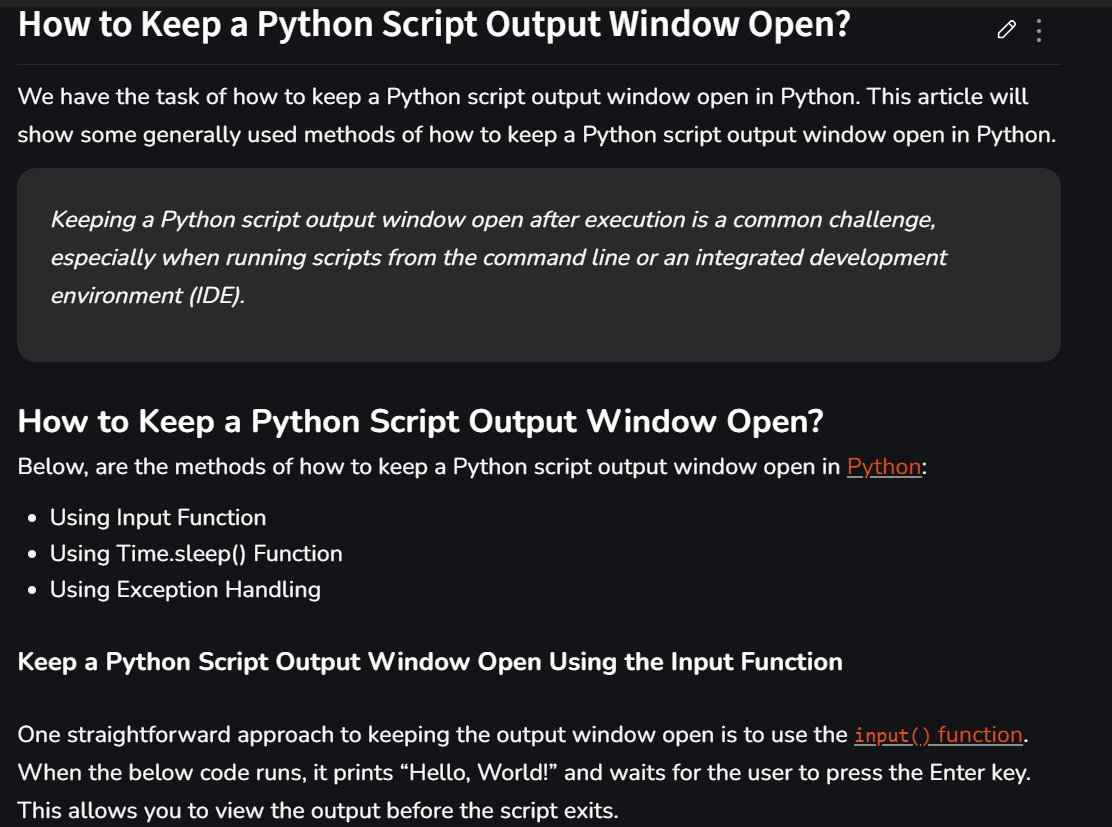 How to Keep a Python Script Output Window Open?
We have the task of how to keep a Python script output window open in Python. This article will
show some generally used methods of how to keep a Python script output window open in Python.
Keeping a Python script output window open after execution is a common challenge,
especially when running scripts from the command line or an integrated development
environment (IDE).
How to Keep a Python Script Output Window Open?
Below, are the methods of how to keep a Python script output window open in Python:
• Using Input Function
• Using Time.sleep() Function
• Using Exception Handling
Keep a Python Script Output Window Open Using the Input Function
One straightforward approach to keeping the output window open is to use the input() function.
When the below code runs, it prints “Hello, World!” and waits for the user to press the Enter key.
This allows you to view the output before the script exits.